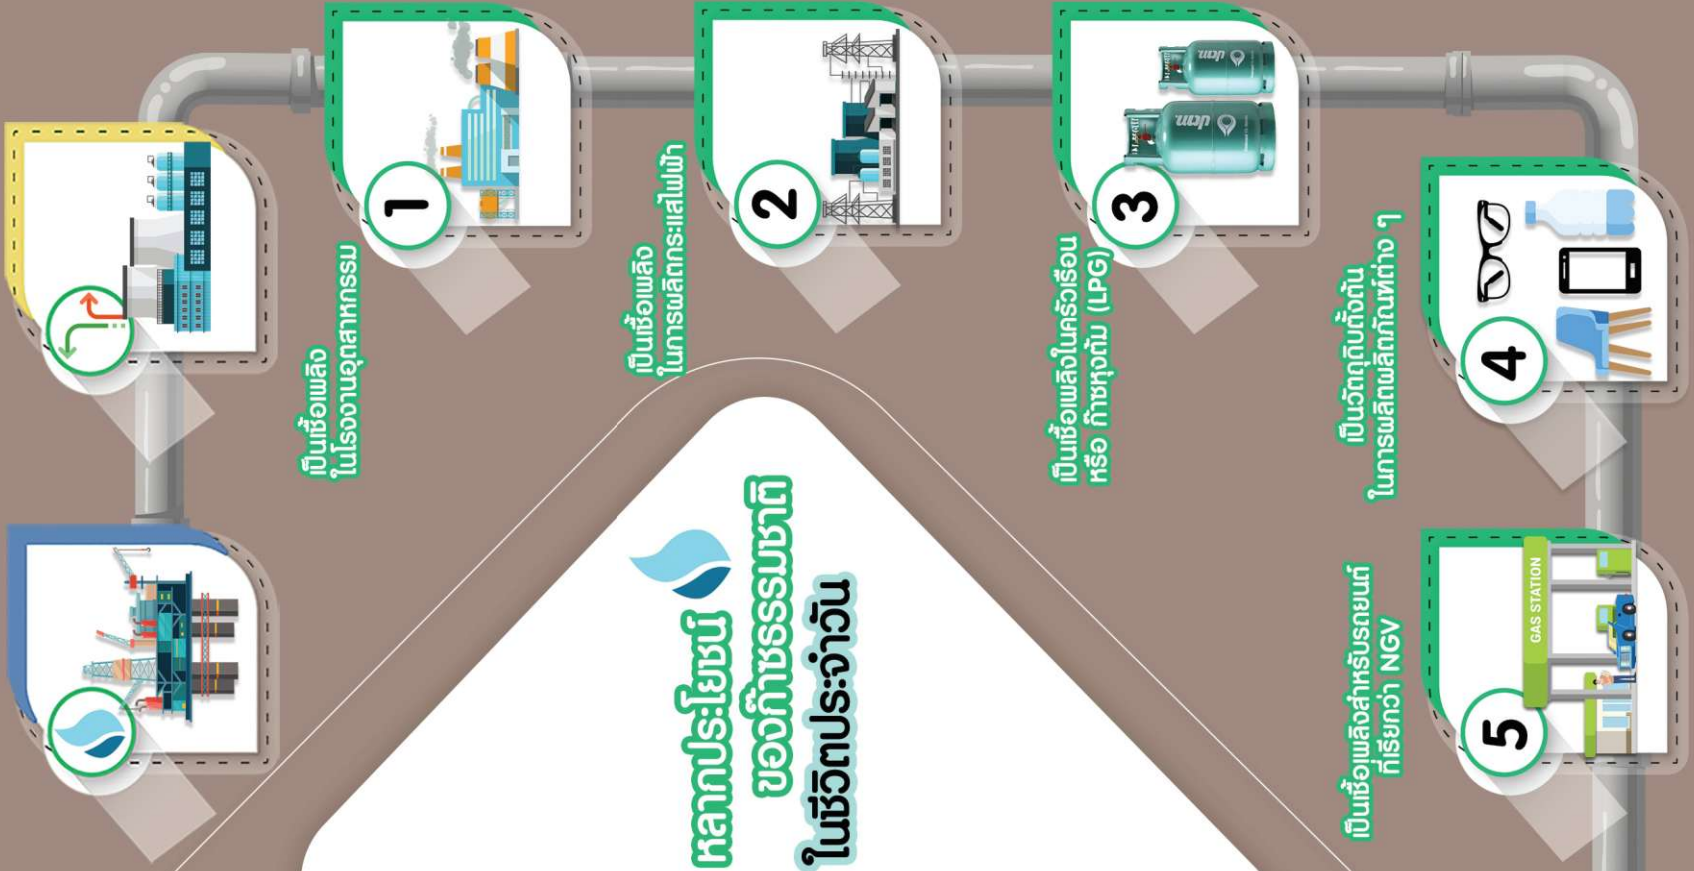 หลากประโยชน์
ของก๊าซธรรมชาติ
ในชีวิตประจำวัน
1
เป็นเชื้อเพลิง
ในโรงงานอุตสาหกรรม
2
เป็นเชื้อเพลิง
ในการผลิตกระแสไฟฟ้า
3
ปตท.
ปตท.
เป็นเชื้อเพลิงในครัวเรือน
หรือ ก๊าซหุงต้ม (LPG)
4
เป็นวัตถุดิบตั้งต้น
ในการผลิตผลิตภัณฑ์ต่าง ๆ
5
GAS STATION
เป็นเชื้อเพลิงสำหรับรถยนต์
ที่เรียกว่า NGV